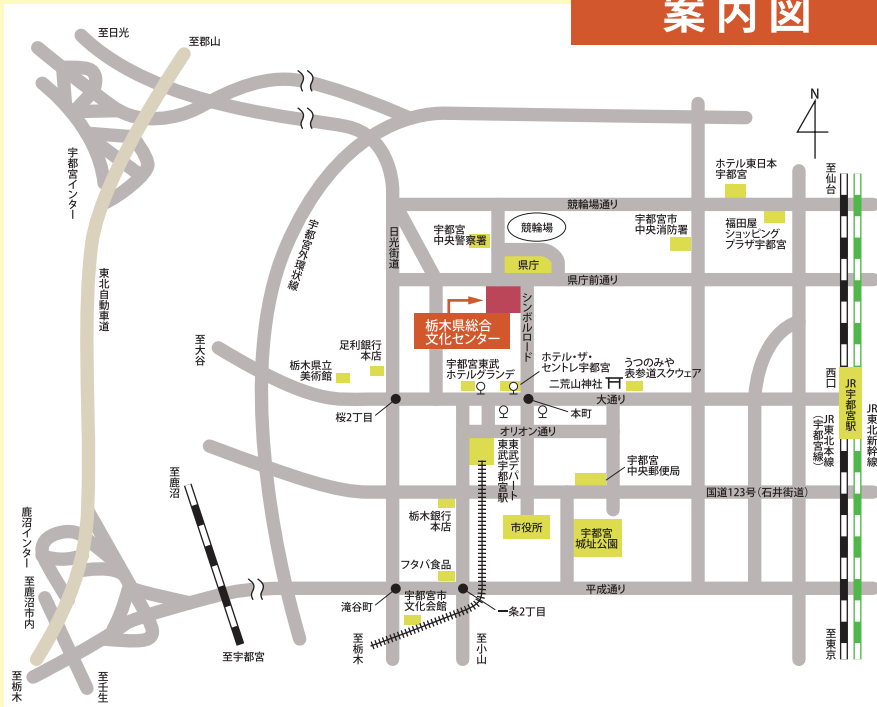 案内図
至日光
至郡山
N
宇都宮インター
東北自動車道
宇都宮外環状線
日光街道
競輪場通り
競輪場
宇都宮
中央警察署
県庁
宇都宮市
中央消防署
ホテル東日本
宇都宮
福田屋
ショッピング
プラザ宇都宮
至仙台
県庁前通り
シンボルロード
栃木県総合
文化センター
至大谷
足利銀行
本店
栃木県立
美術館
宇都宮東武
ホテルグランデ
ホテル・ザ・
セントレ宇都宮
二荒山神社
うつのみや
表参道スクウェア
大通り
西口
JR宇都宮駅
桜2丁目
本町
オリオン通り
JR東北本線
(宇都宮線)
JR東北新幹線
東武デパート
東武宇都宮駅
宇都宮
中央郵便局
国道123号(石井街道)
至鹿沼
栃木銀行
本店
市役所
宇都宮
城址公園
鹿沼インター
至鹿沼市内
フタバ食品
平成通り
滝谷町
宇都宮市
文化会館
一条2丁目
至宇都宮
至栃木
至小山
至東京
至栃木
至壬生